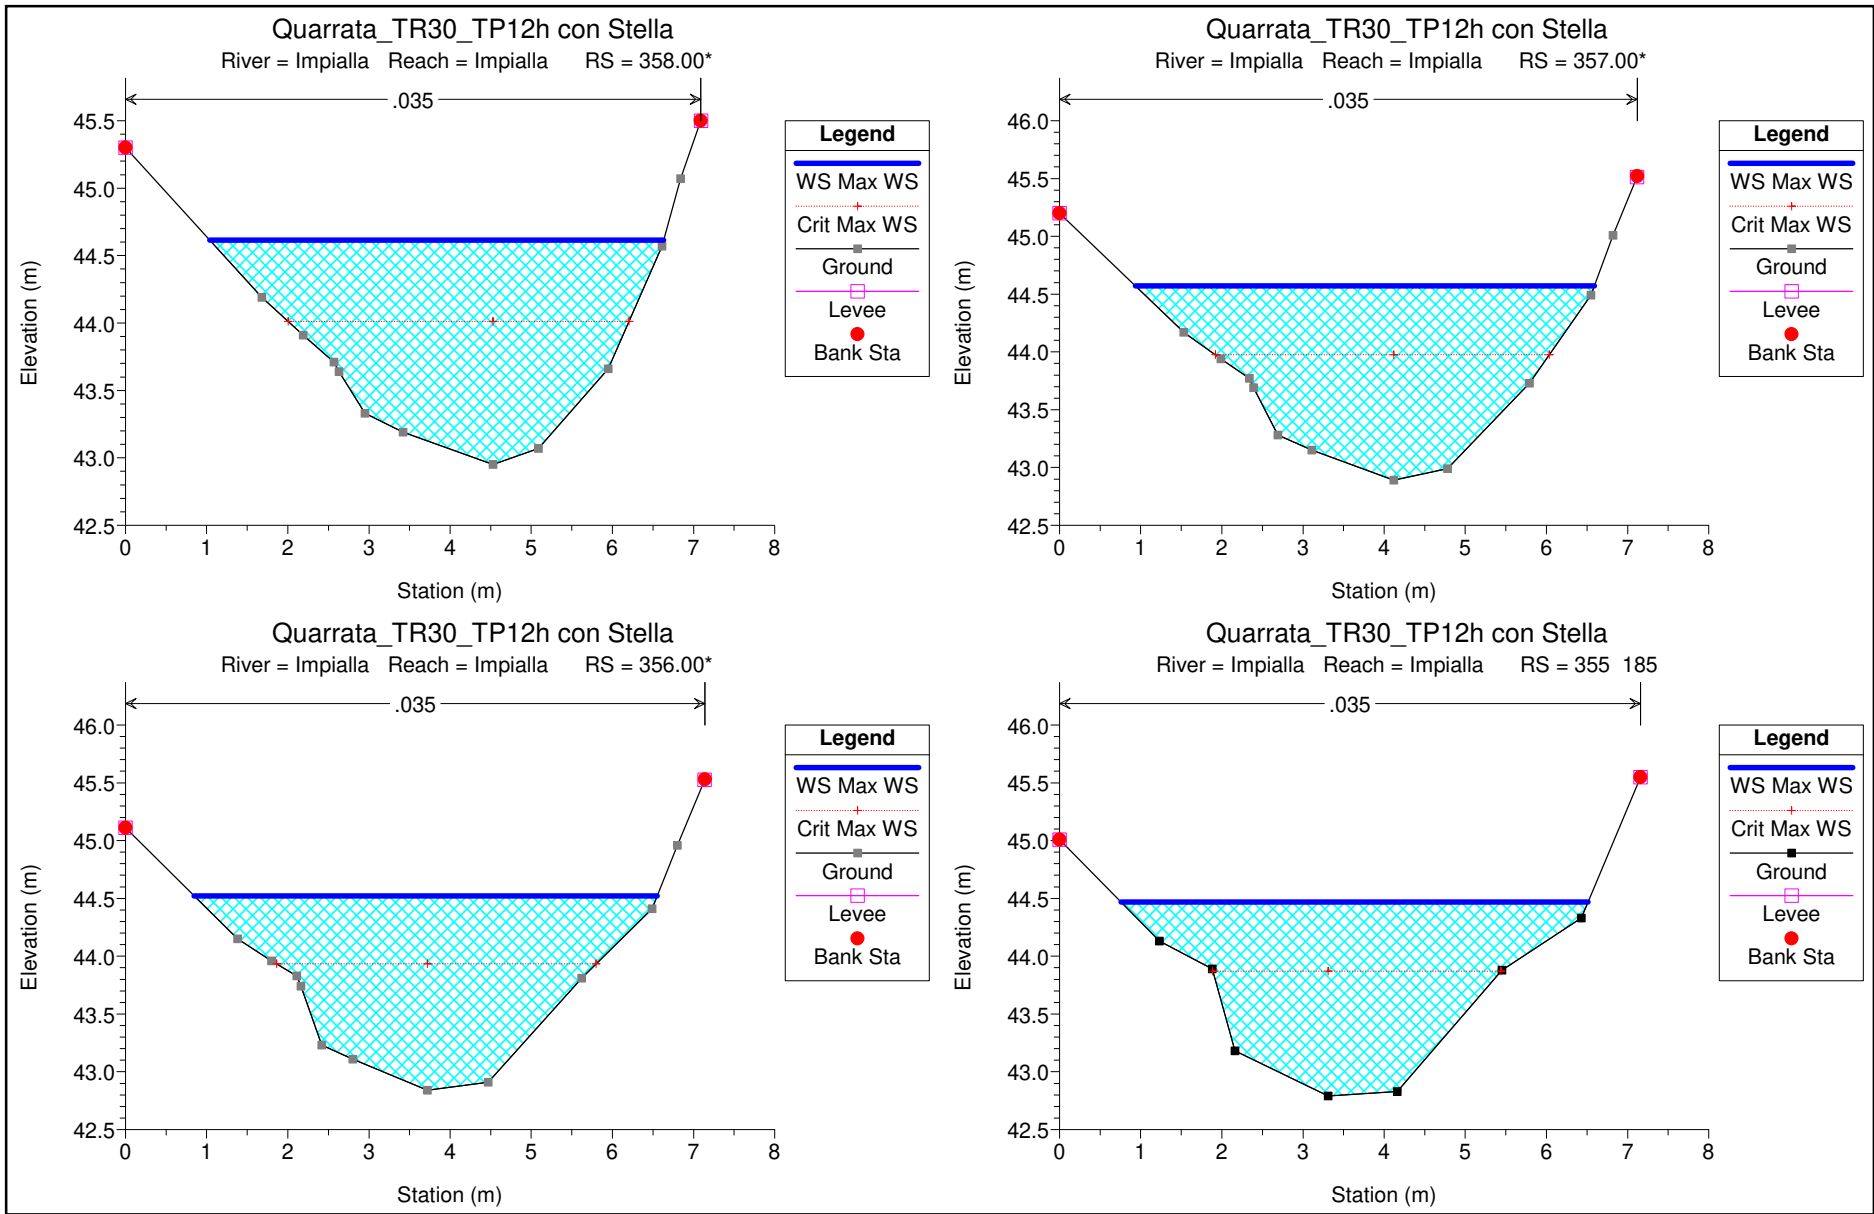 Quarrata_TR30_TP12h con Stella
River = Impialla Reach = Impialla RS = 358.00*
.035
45.5
45.0
44.5
44.0
43.5
43.0
42.5
0 1 2 3 4 5 6 7 8
Elevation (m)
Station (m)
Legend
WS Max WS
Crit Max WS
Ground
Levee
Bank Sta
Quarrata_TR30_TP12h con Stella
River = Impialla Reach = Impialla RS = 357.00*
.035
46.0
45.5
45.0
44.5
44.0
43.5
43.0
42.5
0 1 2 3 4 5 6 7 8
Elevation (m)
Station (m)
Legend
WS Max WS
Crit Max WS
Ground
Levee
Bank Sta
Quarrata_TR30_TP12h con Stella
River = Impialla Reach = Impialla RS = 356.00*
.035
46.0
45.5
45.0
44.5
44.0
43.5
43.0
42.5
0 1 2 3 4 5 6 7 8
Elevation (m)
Station (m)
Legend
WS Max WS
Crit Max WS
Ground
Levee
Bank Sta
Quarrata_TR30_TP12h con Stella
River = Impialla Reach = Impialla RS = 355 185
.035
46.0
45.5
45.0
44.5
44.0
43.5
43.0
42.5
0 1 2 3 4 5 6 7 8
Elevation (m)
Station (m)
Legend
WS Max WS
Crit Max WS
Ground
Levee
Bank Sta